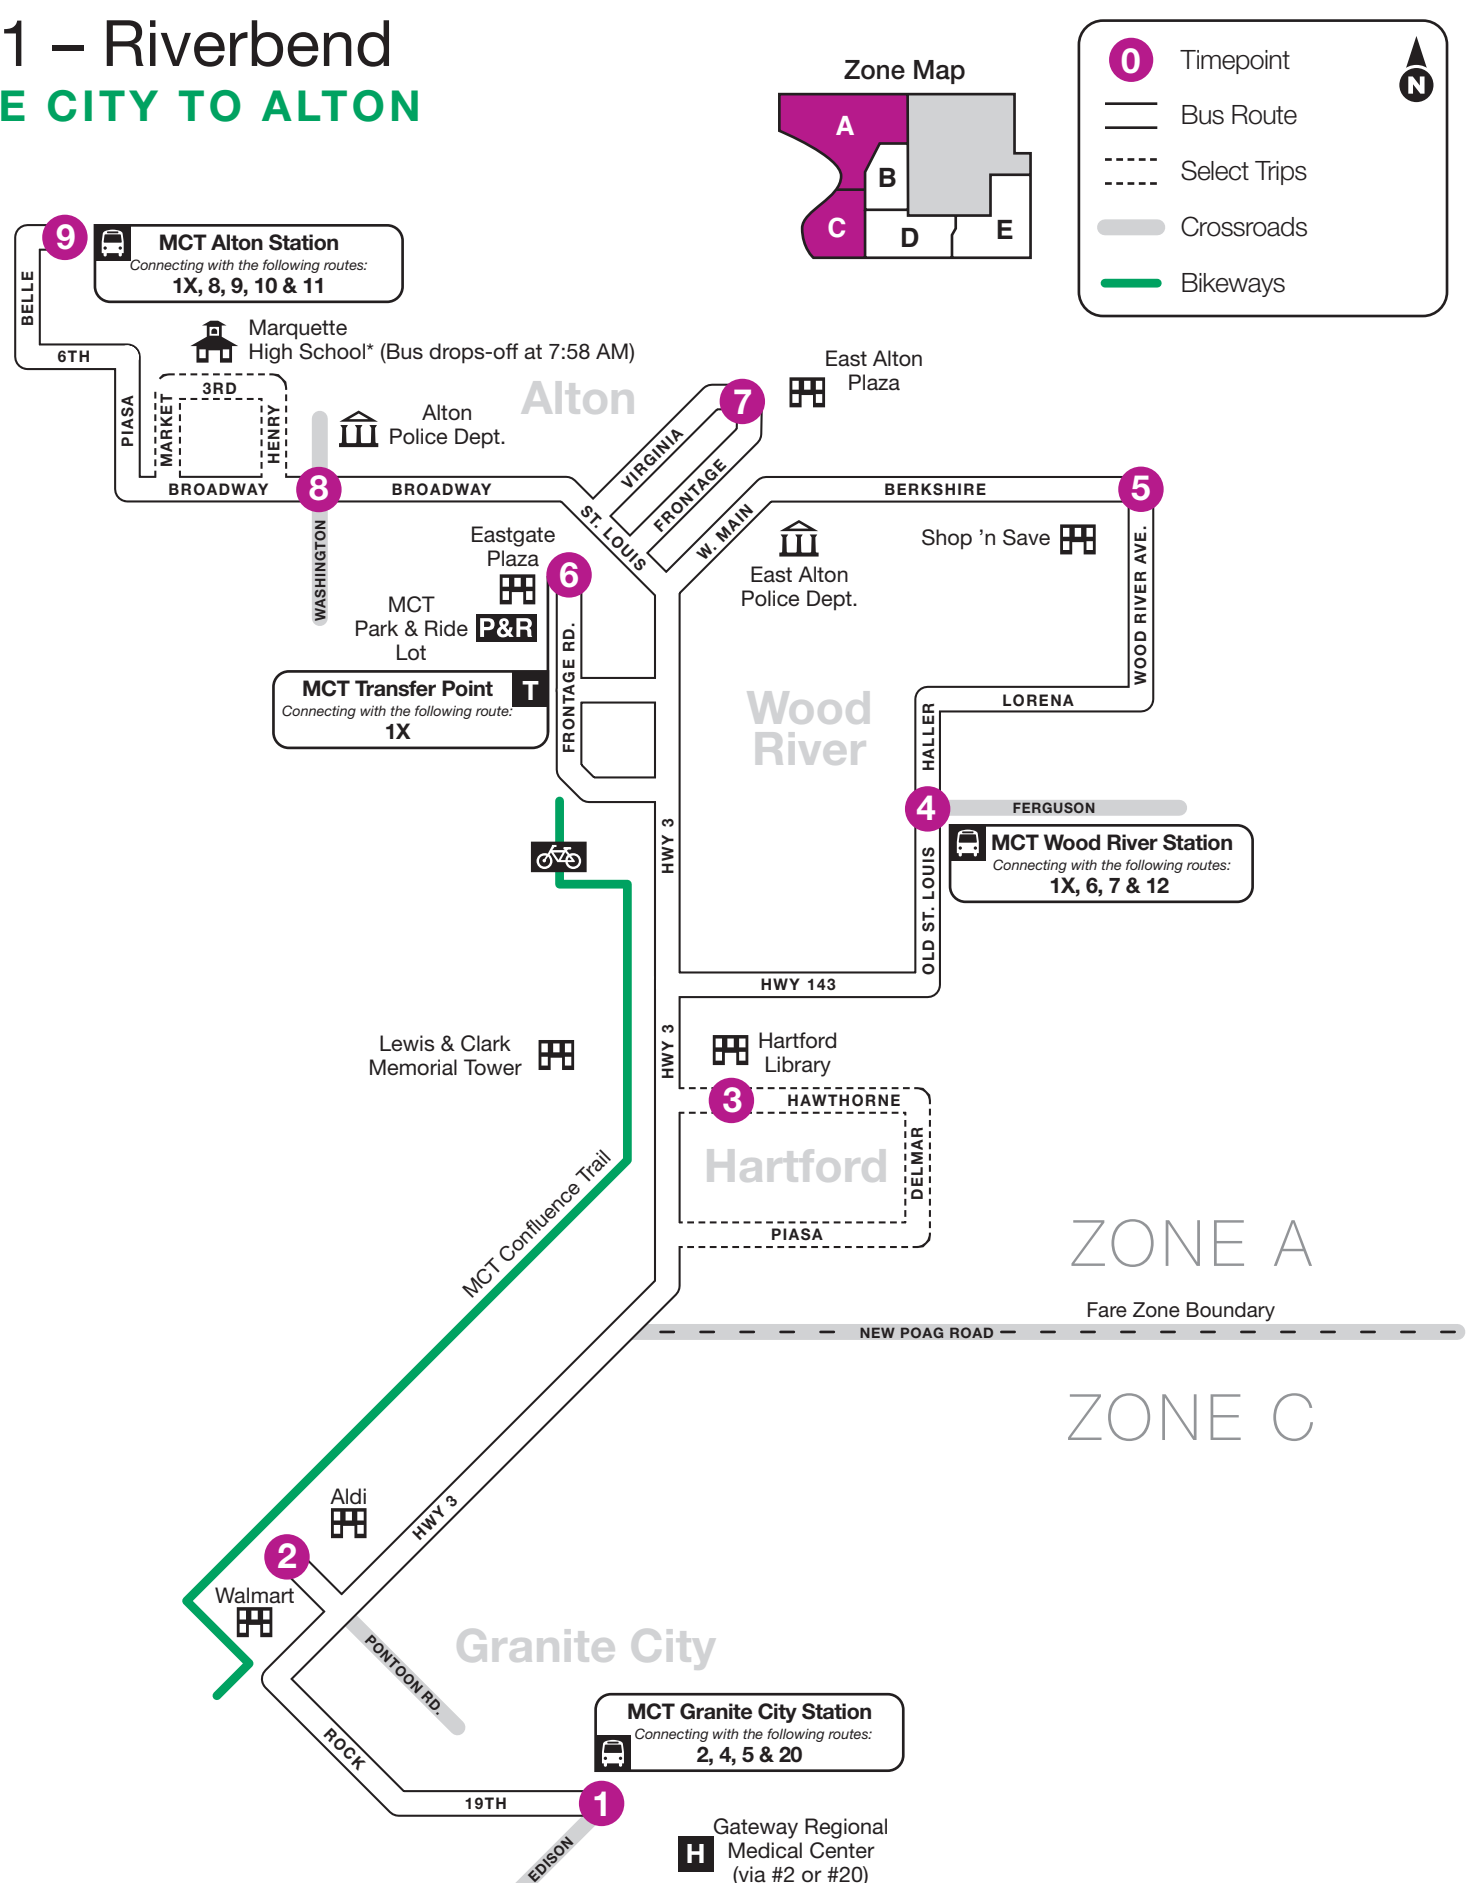 1 – Riverbend
E CITY TO ALTON
Zone Map
A
B
C
D
E
0 Timepoint
N
Bus Route
Select Trips
Crossroads
Bikeways
9
MCT Alton Station
Connecting with the following routes:
1X, 8, 9, 10 & 11
BELLE
6TH
PIASA
Marquette
High School* (Bus drops-off at 7:58 AM)
3RD
MARKET
HENRY
Alton
Alton
Police Dept.
BROADWAY
8
BROADWAY
WASHINGTON
East Alton
Plaza
7
VIRGINIA
FRONTAGE
ST. LOUIS
W. MAIN
BERKSHIRE
5
Shop ’n Save
WOOD RIVER AVE.
East Alton
Police Dept.
Eastgate
Plaza
6
MCT
Park & Ride
Lot
P&R
MCT Transfer Point
T
Connecting with the following route:
1X
FRONTAGE RD.
Wood
River
LORENA
HALLER
4
FERGUSON
MCT Wood River Station
Connecting with the following routes:
1X, 6, 7 & 12
OLD ST. LOUIS
HWY 3
HWY 143
HWY 3
Lewis & Clark
Memorial Tower
Hartford
Library
3
HAWTHORNE
Hartford
DELMAR
PIASA
MCT Confluence Trail
ZONE A
Fare Zone Boundary
NEW POAG ROAD
ZONE C
HWY 3
Aldi
2
Walmart
PONTOON RD.
Granite City
ROCK
MCT Granite City Station
Connecting with the following routes:
2, 4, 5 & 20
19TH
1
EDISON
H
Gateway Regional
Medical Center
(via #2 or #20)